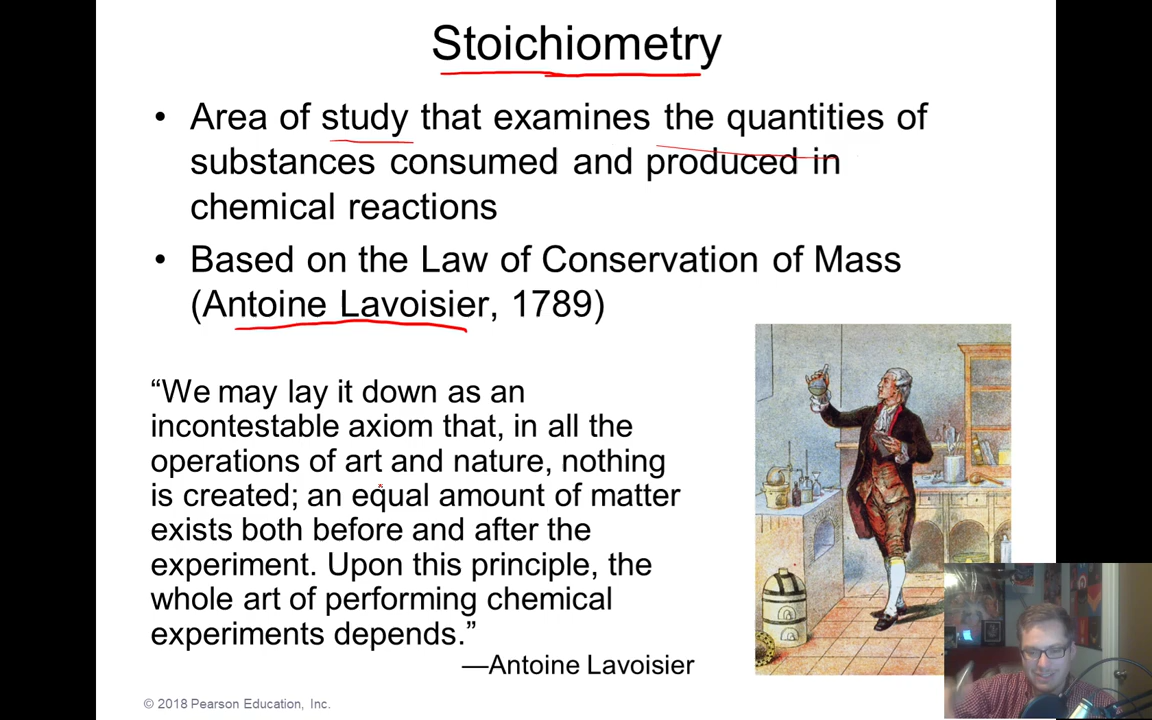 Stoichiometry
• Area of study that examines the quantities of
substances consumed and produced in
chemical reactions
• Based on the Law of Conservation of Mass
(Antoine Lavoisier, 1789)
“We may lay it down as an
incontestable axiom that, in all the
operations of art and nature, nothing
is created; an equal amount of matter
exists both before and after the
experiment. Upon this principle, the
whole art of performing chemical
experiments depends.”
—Antoine Lavoisier
© 2018 Pearson Education, Inc.